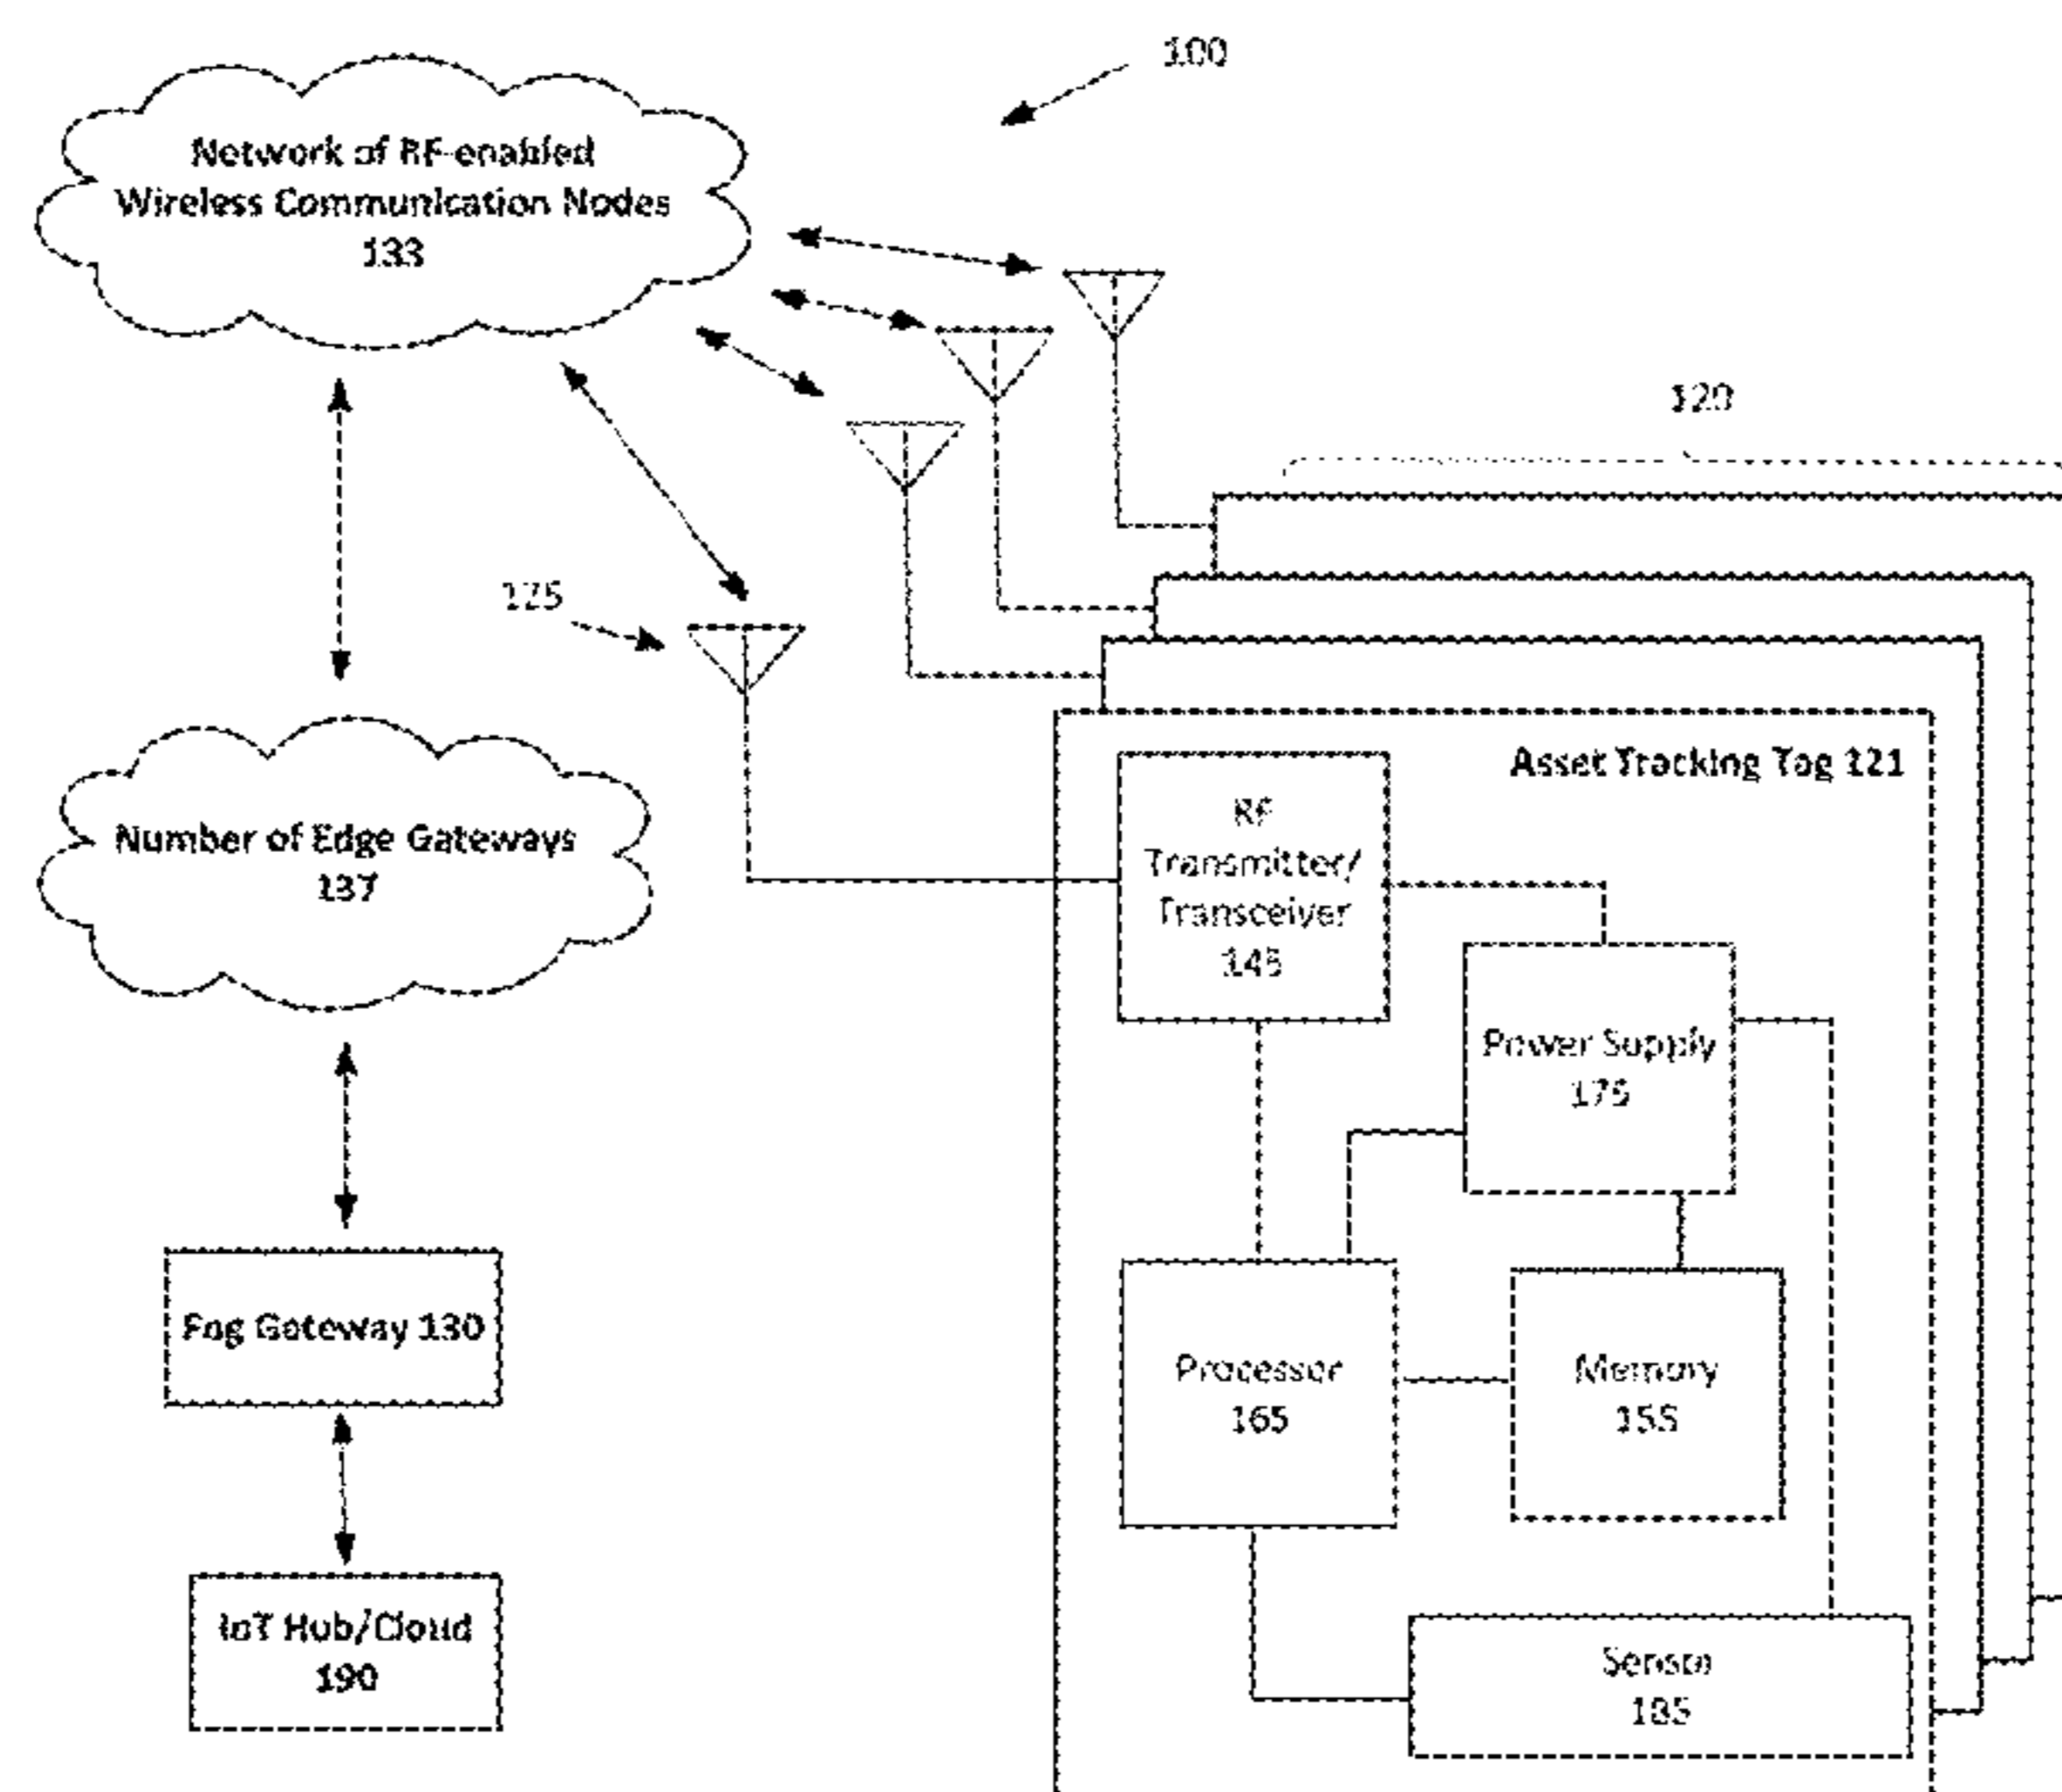 100
Network of RF-enabled
Wireless Communication Nodes
133
120
125
Asset Tracking Tag 121
RF
Transmitter/
Transceiver
145
Number of Edge Gateways
137
Power Supply
175
Fog Gateway 130
Processor
165
Memory
155
IoT Hub/Cloud
190
Sensor
185